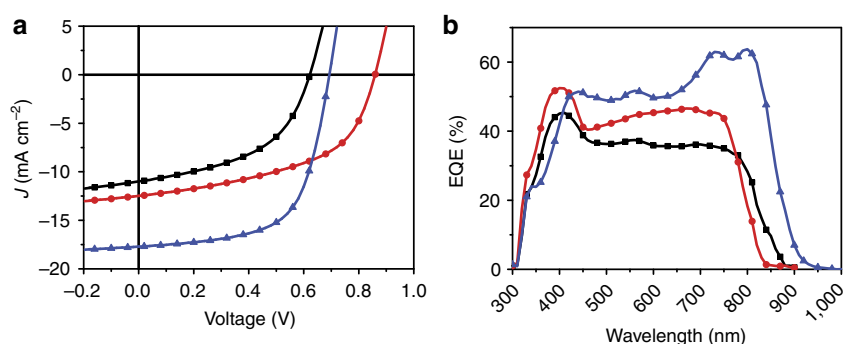 a
5
0
−5
−10
−15
−20
J (mA cm−2)
−0.2 0.0 0.2 0.4 0.6 0.8 1.0
Voltage (V)
b
60
40
20
0
EQE (%)
300 400 500 600 700 800 900 1,000
Wavelength (nm)